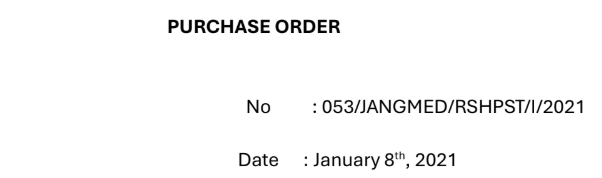 PURCHASE ORDER
No : 053/JANGMED/RSHPST/I/2021
Date : January 8th, 2021